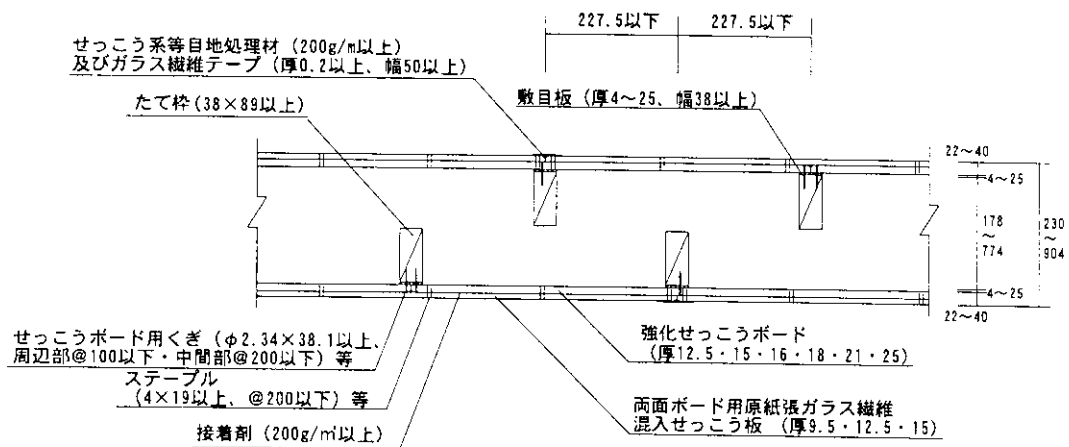 227.5以下
227.5以下
せっこう系等目地処理材（200g/m以上）
及びガラス繊維テープ（厚0.2以上、幅50以上）
たて枠（38×89以上）
敷目板（厚4～25、幅38以上）
22～40
4～25
178
～
774
230
～
904
4～25
22～40
せっこうボード用くぎ（φ2.34×38.1以上、
周辺部@100以下・中間部@200以下）等
ステープル
（4×19以上、@200以下）等
接着剤（200g/㎡以上）
強化せっこうボード
（厚12.5・15・16・18・21・25）
両面ボード用原紙張ガラス繊維
混入せっこう板（厚9.5・12.5・15）